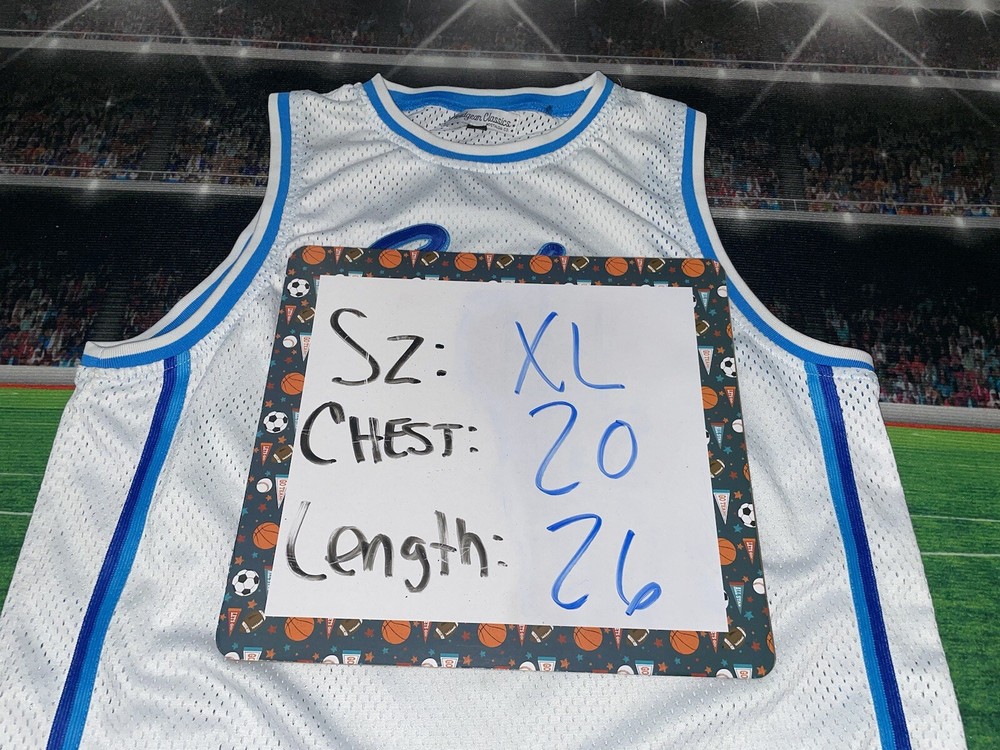 Sz: XL
CHEST: 20
Length: 26